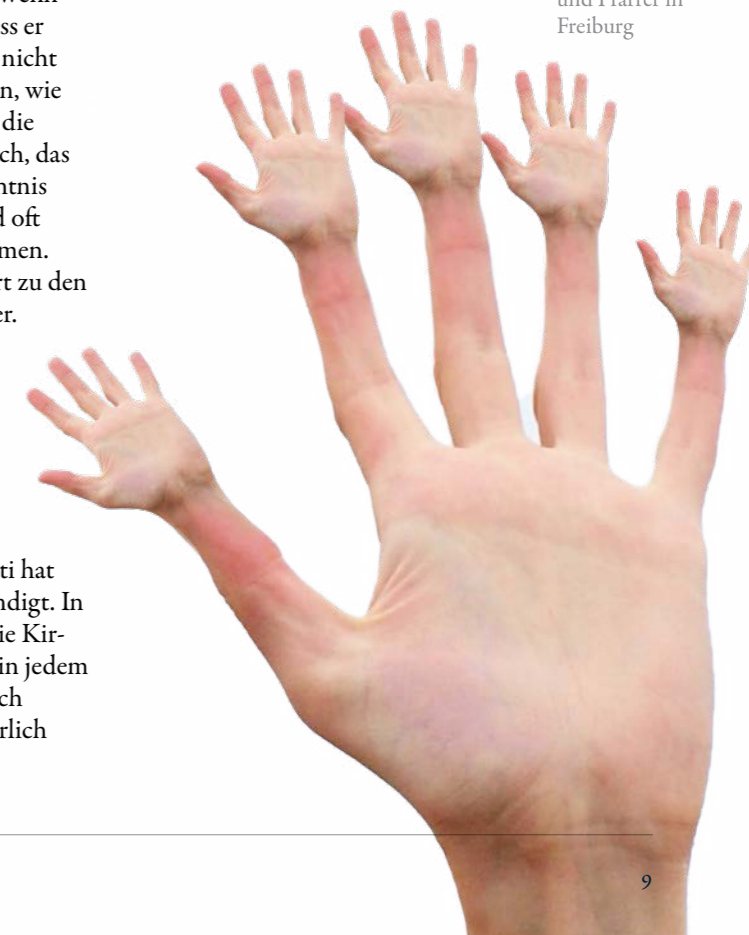 ss er
nicht
n, wie
die
ch, das
ntnis
d oft
men.
rt zu den
er.
ti hat
ndigt. In
ie Kir-
in jedem
ch
rlich
und Pfarrer in
Freiburg
9